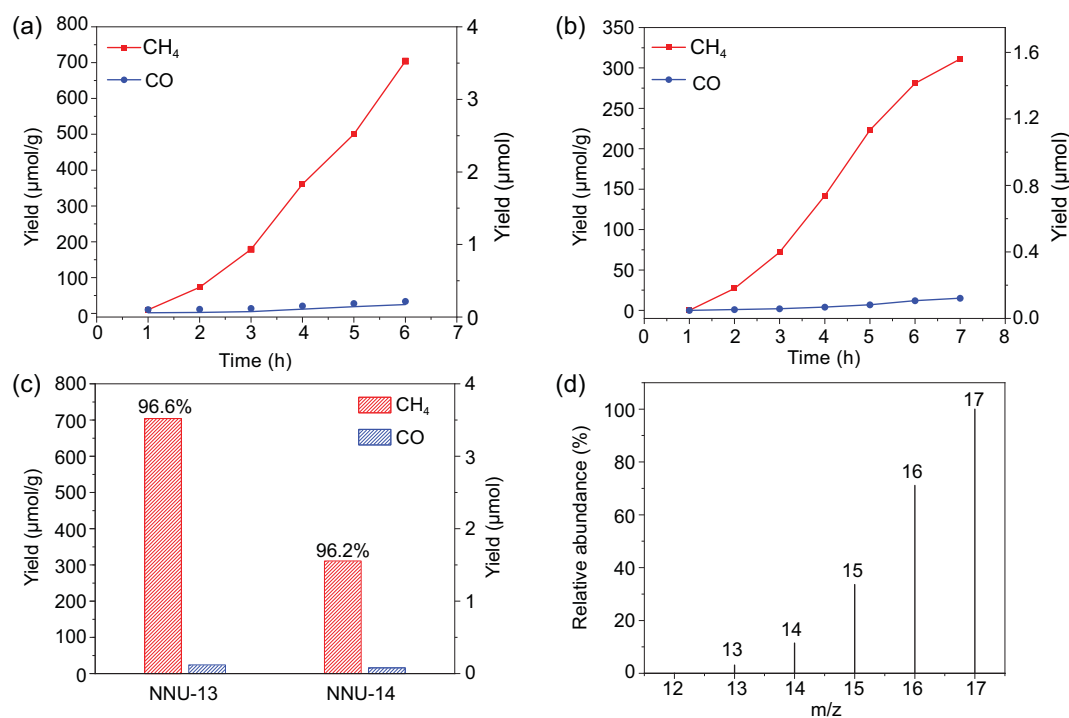 (a)
800
700
600
500
400
300
200
100
0
Yield (μmol/g)
CH₄
CO
4
3
2
1
0
Yield (μmol)
0 1 2 3 4 5 6 7
Time (h)
(b)
350
300
250
200
150
100
50
0
Yield (μmol/g)
CH₄
CO
1.6
1.2
0.8
0.4
0.0
Yield (μmol)
0 1 2 3 4 5 6 7 8
Time (h)
(c)
800
700
600
500
400
300
200
100
0
Yield (μmol/g)
96.6%
96.2%
CH₄
CO
4
3
2
1
0
Yield (μmol)
NNU-13 NNU-14
(d)
100
80
60
40
20
0
Relative abundance (%)
13
14
15
16
17
12 13 14 15 16 17
m/z